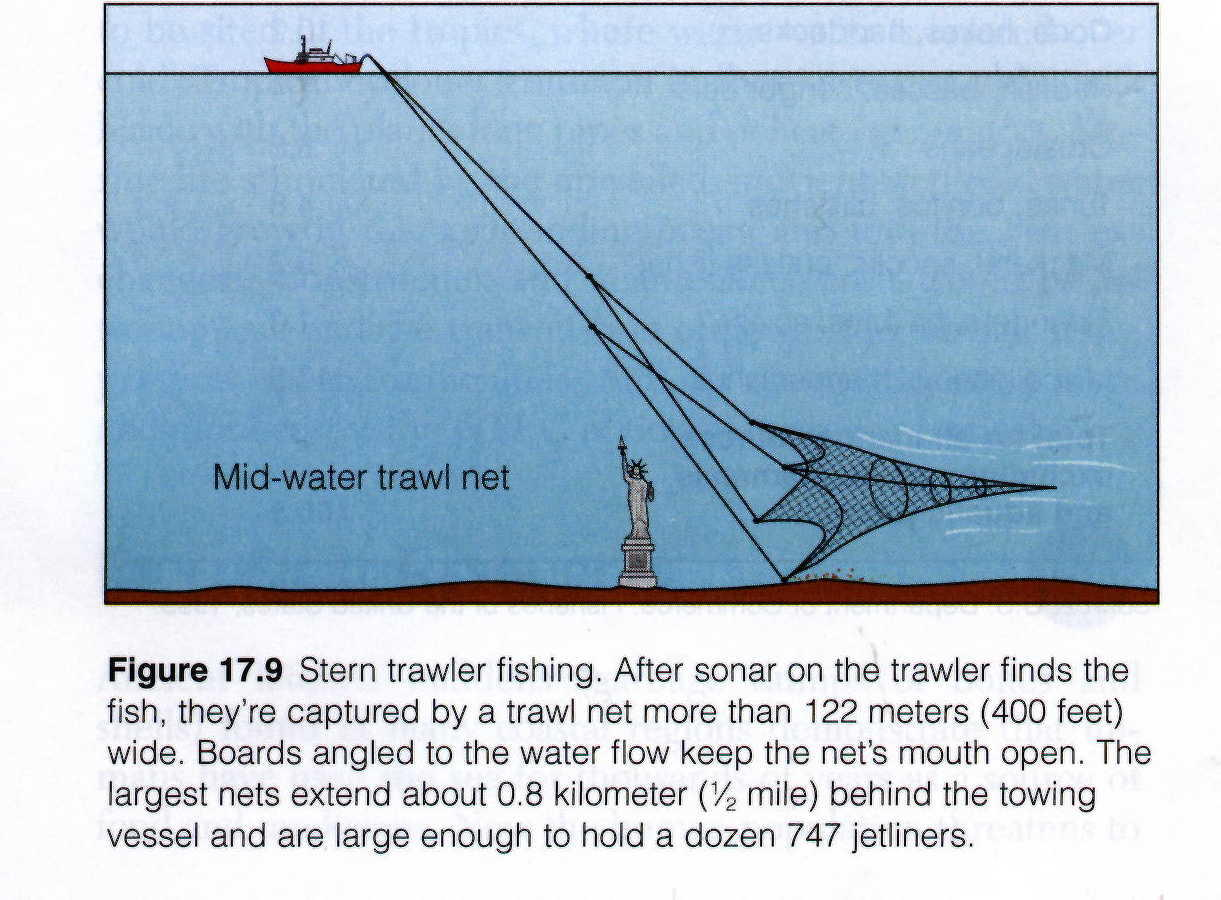 Mid-water trawl net
Figure 17.9 Stern trawler fishing. After sonar on the trawler finds the
fish, they're captured by a trawl net more than 122 meters (400 feet)
wide. Boards angled to the water flow keep the net's mouth open. The
largest nets extend about 0.8 kilometer (½ mile) behind the towing
vessel and are large enough to hold a dozen 747 jetliners.